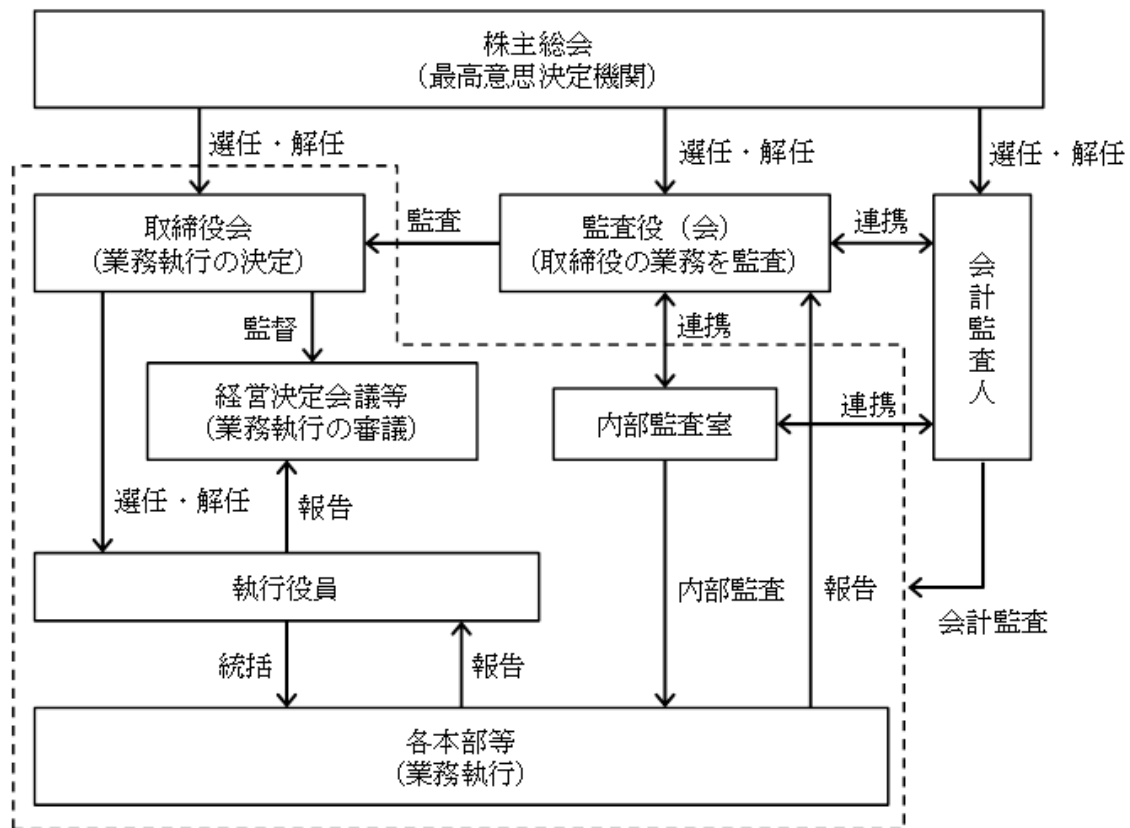 株主総会
（最高意思決定機関）
選任・解任
選任・解任
選任・解任
取締役会
（業務執行の決定）
監査
監査役（会）
（取締役の業務を監査）
連携
会計監査人
監督
連携
経営決定会議等
（業務執行の審議）
内部監査室
連携
選任・解任
報告
執行役員
内部監査
報告
会計監査
統括
報告
各本部等
（業務執行）